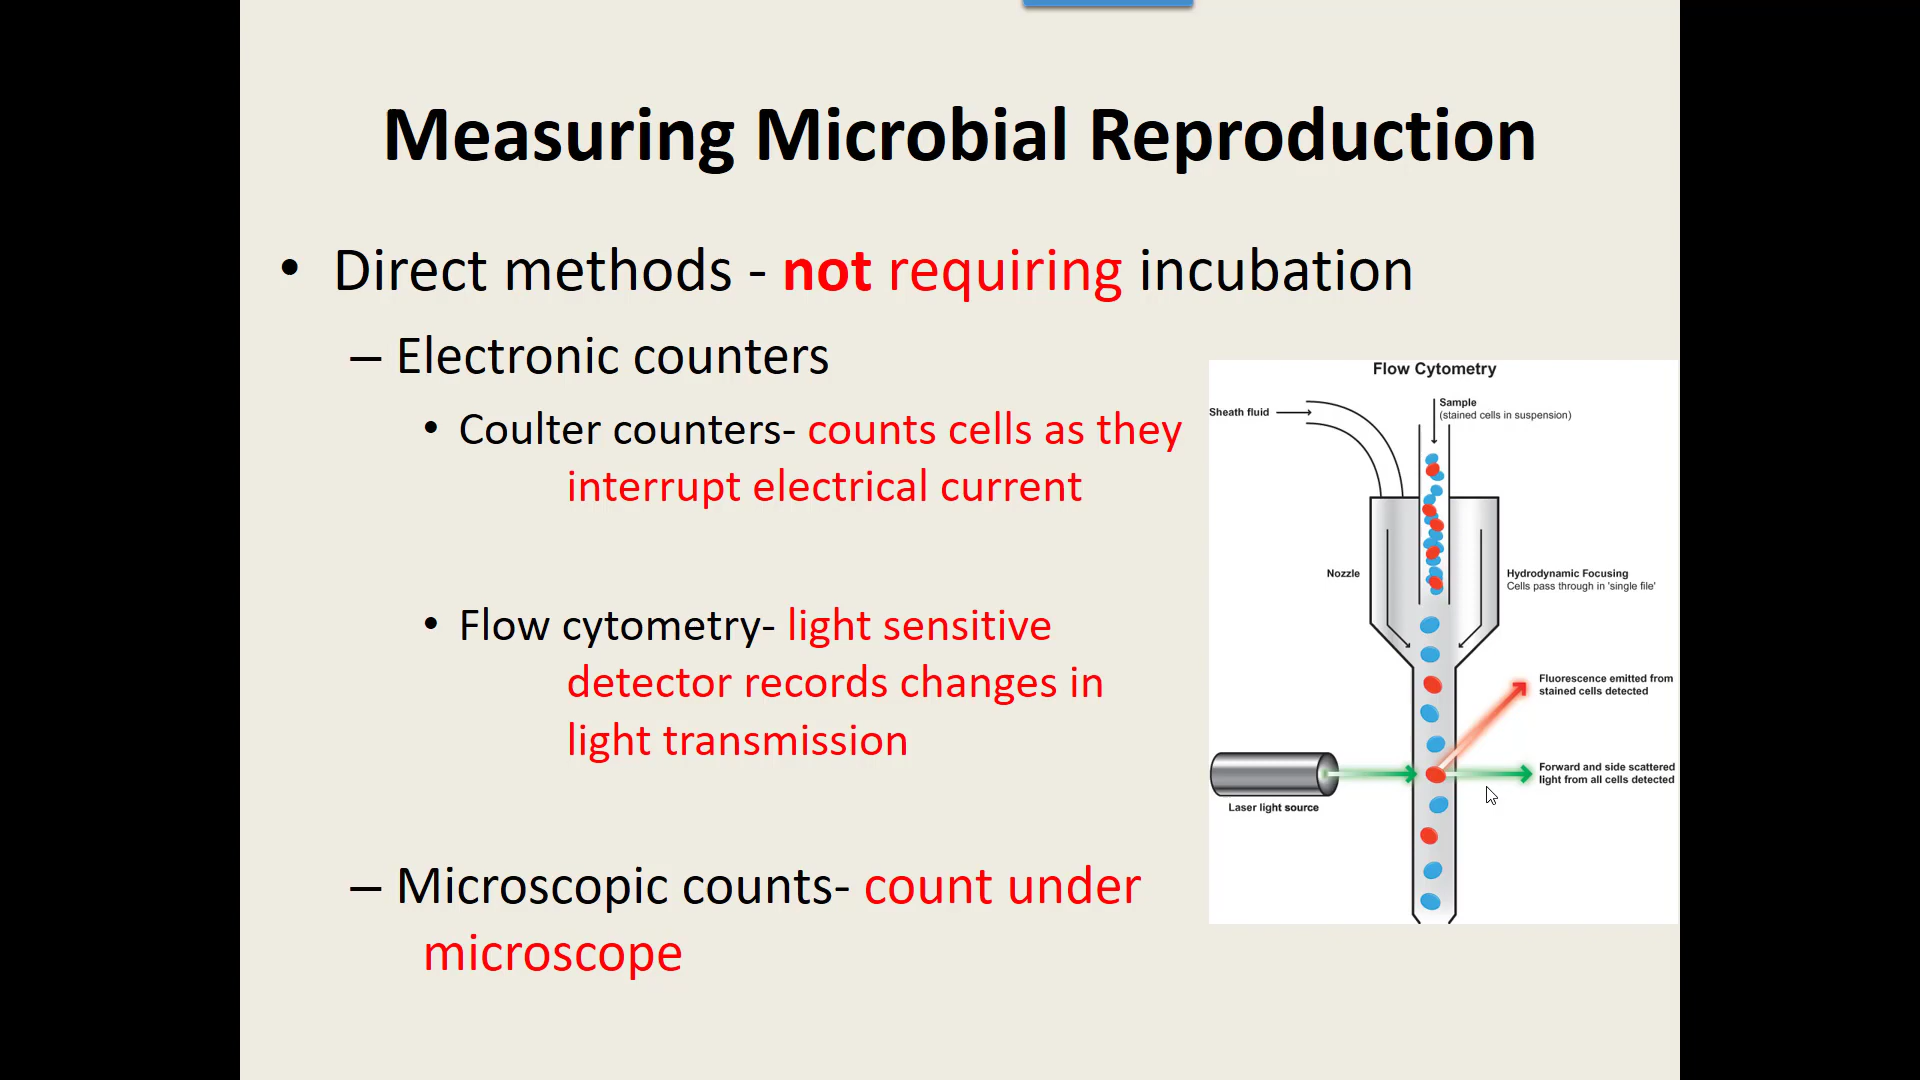 Measuring Microbial Reproduction
• Direct methods - not requiring incubation
– Electronic counters
• Coulter counters- counts cells as they
interrupt electrical current
• Flow cytometry- light sensitive
detector records changes in
light transmission
– Microscopic counts- count under
microscope
Flow Cytometry
Sheath fluid
Sample
(stained cells in suspension)
Nozzle
Hydrodynamic Focusing
Cells pass through in 'single file'
Fluorescence emitted from
stained cells detected
Forward and side scattered
light from all cells detected
Laser light source